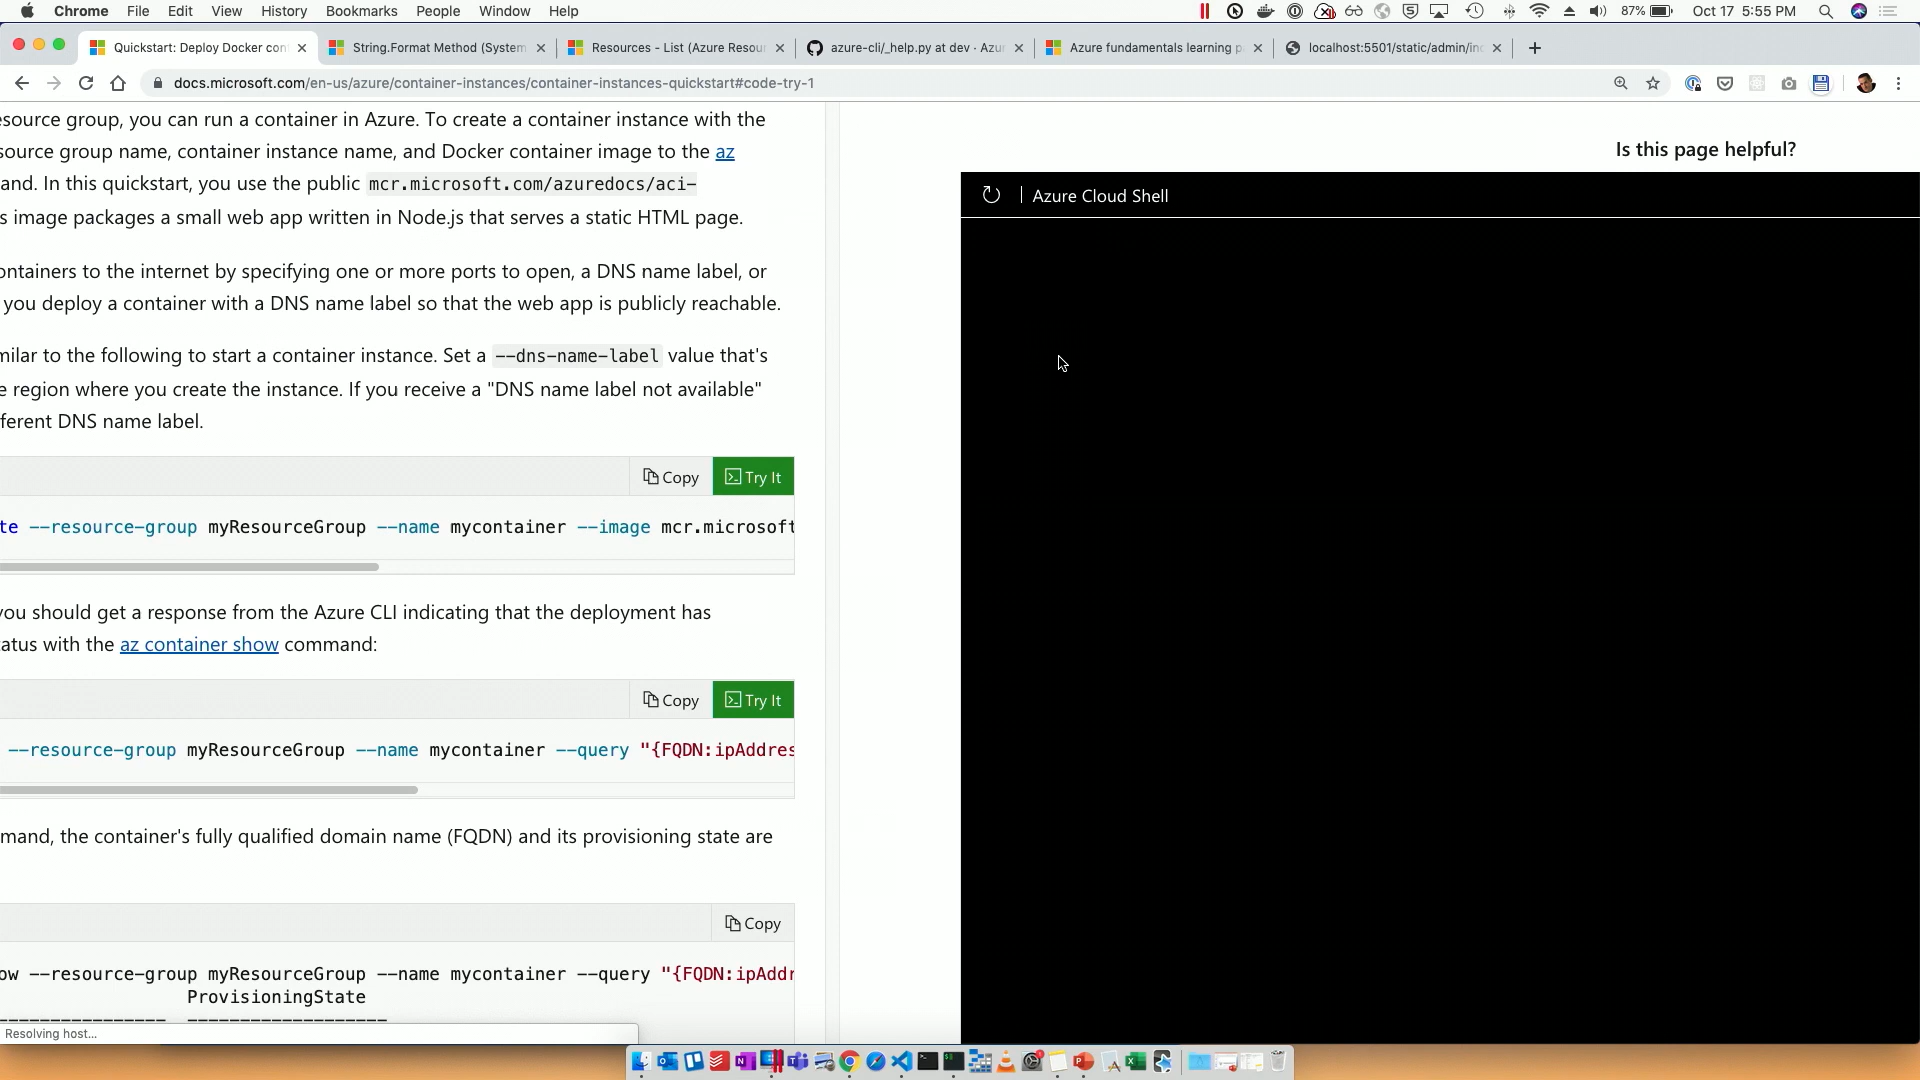 Chrome File Edit View History Bookmarks People Window Help
87% Oct 17 5:55 PM
Quickstart: Deploy Docker con
String.Format Method (System
Resources - List (Azure Resour
azure-cli/_help.py at dev · Azu
Azure fundamentals learning p
localhost:5501/static/admin/in
docs.microsoft.com/en-us/azure/container-instances/container-instances-quickstart#code-try-1
esource group, you can run a container in Azure. To create a container instance with the
source group name, container instance name, and Docker container image to the az
and. In this quickstart, you use the public mcr.microsoft.com/azuredocs/aci-
s image packages a small web app written in Node.js that serves a static HTML page.
ontainers to the internet by specifying one or more ports to open, a DNS name label, or
you deploy a container with a DNS name label so that the web app is publicly reachable.
milar to the following to start a container instance. Set a --dns-name-label value that's
e region where you create the instance. If you receive a "DNS name label not available"
ferent DNS name label.
Copy Try It
te --resource-group myResourceGroup --name mycontainer --image mcr.microsoft
you should get a response from the Azure CLI indicating that the deployment has
tatus with the az container show command:
Copy Try It
--resource-group myResourceGroup --name mycontainer --query "{FQDN:ipAddres
mand, the container's fully qualified domain name (FQDN) and its provisioning state are
Copy
ow --resource-group myResourceGroup --name mycontainer --query "{FQDN:ipAddr
ProvisioningState
---------------- -------------------
Resolving host...
Is this page helpful?
Azure Cloud Shell